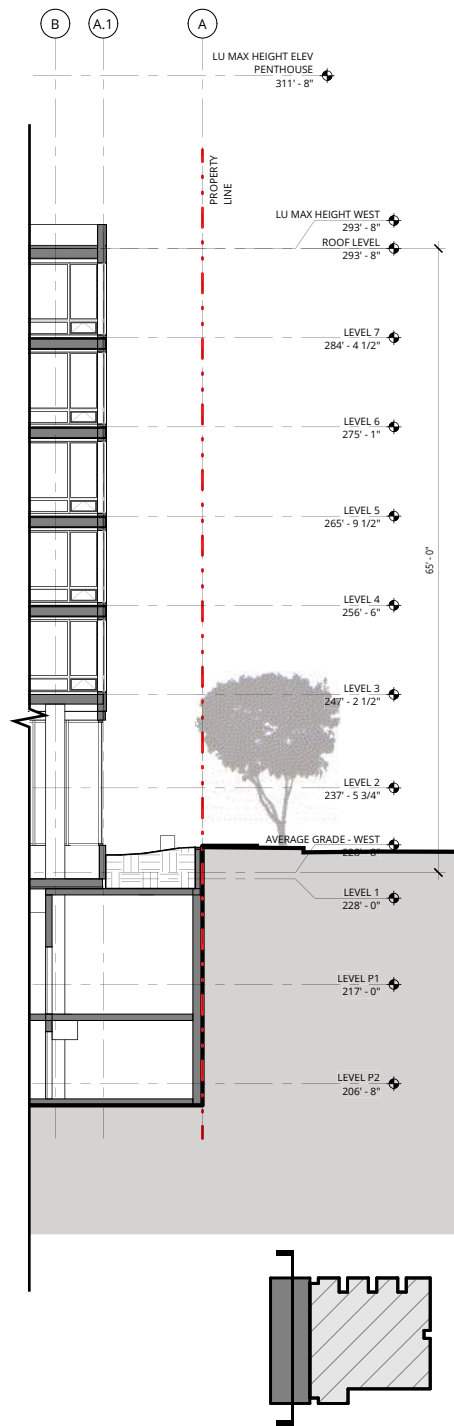 B
A.1
A
LU MAX HEIGHT ELEV
PENTHOUSE
311' - 8"
PROPERTY
LINE
LU MAX HEIGHT WEST
293' - 8"
ROOF LEVEL
293' - 8"
LEVEL 7
284' - 4 1/2"
LEVEL 6
275' - 1"
LEVEL 5
265' - 9 1/2"
65' - 0"
LEVEL 4
256' - 6"
LEVEL 3
247' - 2 1/2"
LEVEL 2
237' - 5 3/4"
AVERAGE GRADE - WEST
228' - 8"
LEVEL 1
228' - 0"
LEVEL P1
217' - 0"
LEVEL P2
206' - 8"